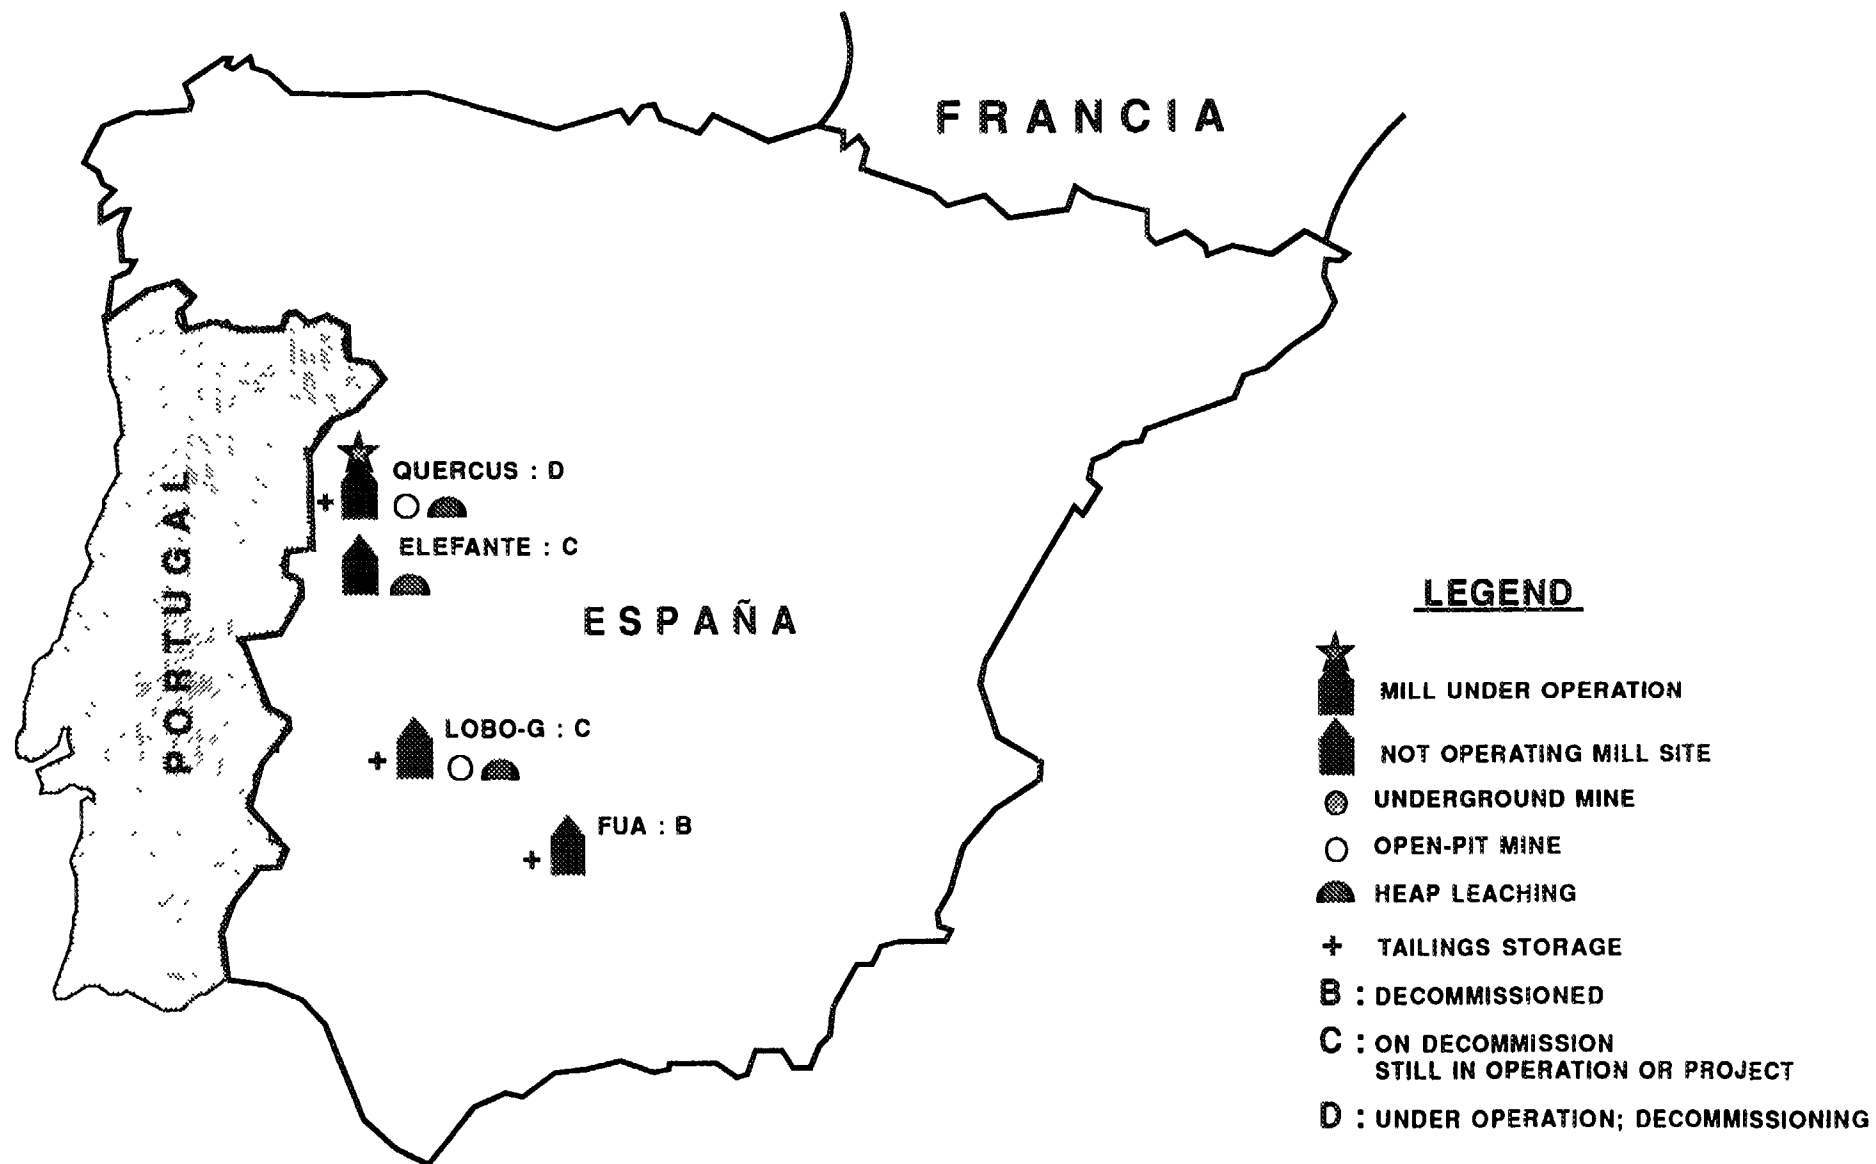 FRANCIA
QUERCUS : D
ELEFANTE : C
ESPAÑA
PORTUGAL
LOBO-G : C
FUA : B
LEGEND
MILL UNDER OPERATION
NOT OPERATING MILL SITE
UNDERGROUND MINE
OPEN-PIT MINE
HEAP LEACHING
+ TAILINGS STORAGE
B : DECOMMISSIONED
C : ON DECOMMISSION
STILL IN OPERATION OR PROJECT
D : UNDER OPERATION; DECOMMISSIONING